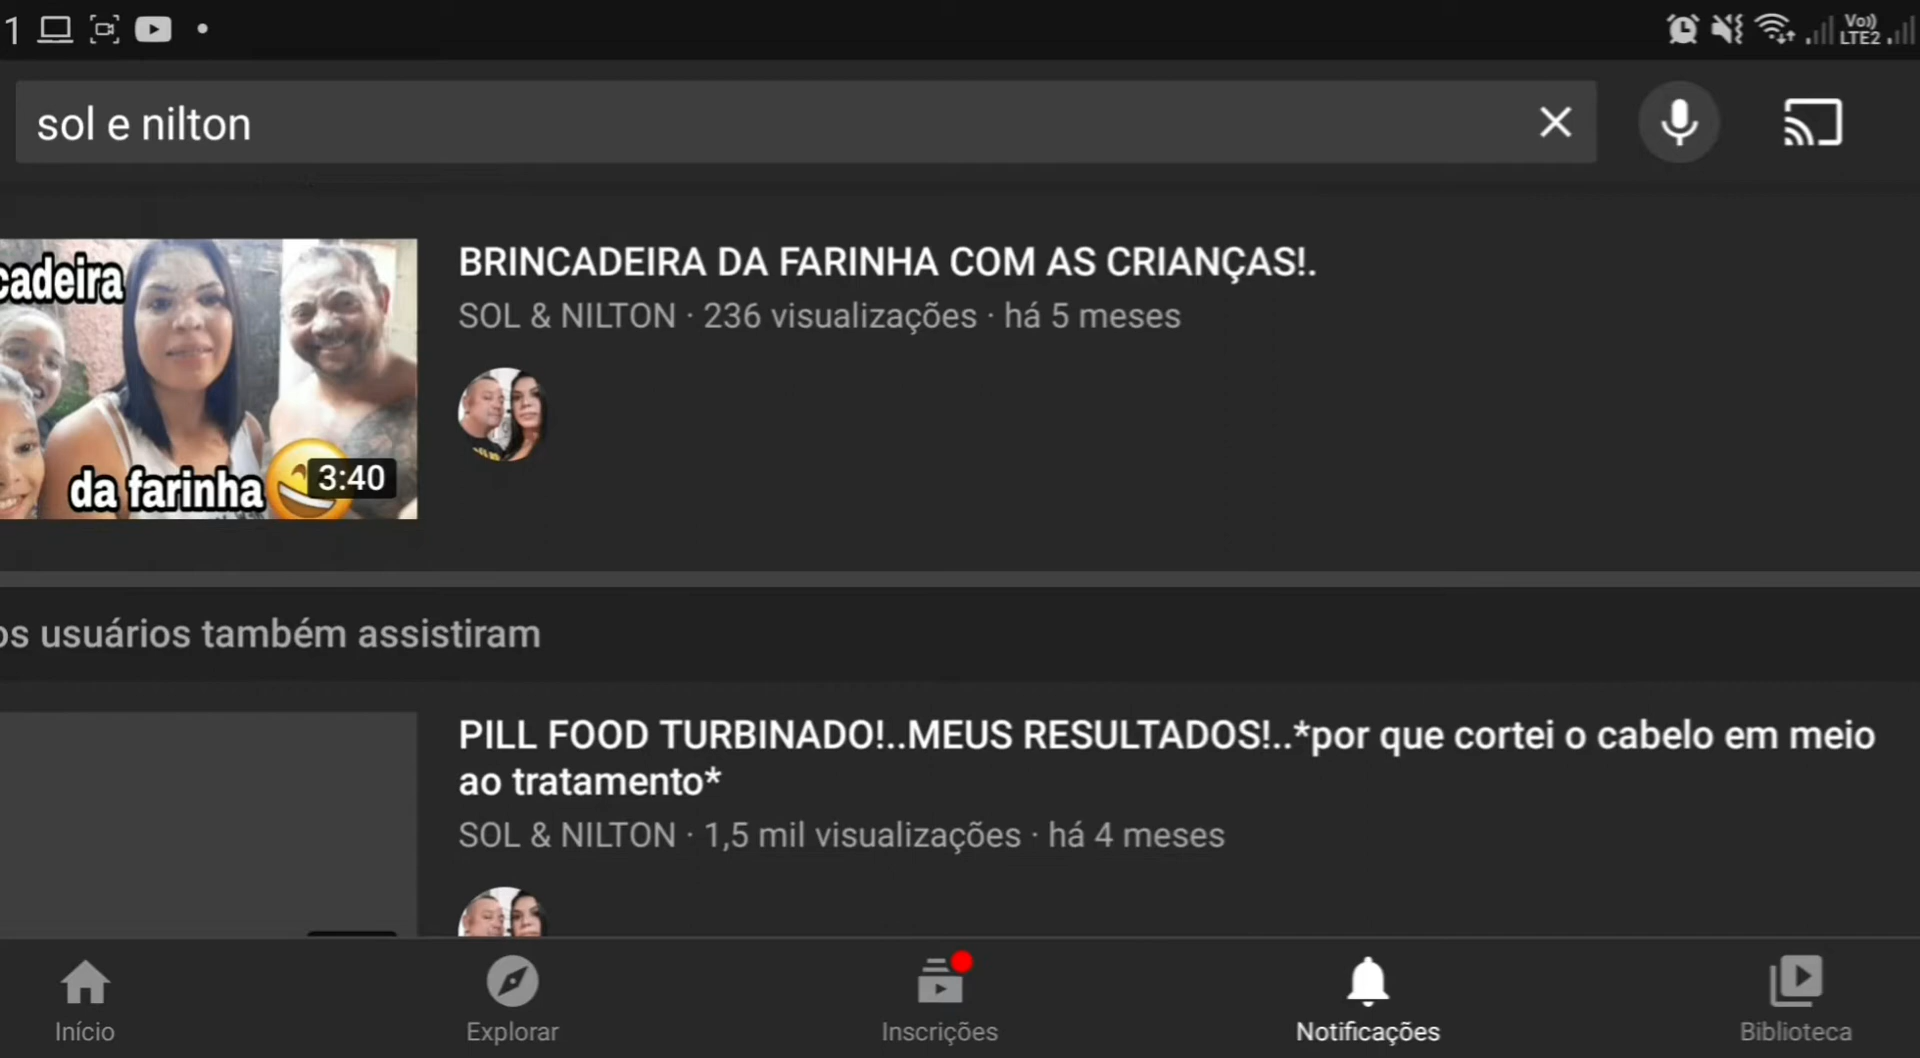 1
Vo))
LTE2
sol e nilton
cadeira
da farinha
3:40
BRINCADEIRA DA FARINHA COM AS CRIANÇAS!.
SOL & NILTON · 236 visualizações · há 5 meses
os usuários também assistiram
PILL FOOD TURBINADO!..MEUS RESULTADOS!..*por que cortei o cabelo em meio
ao tratamento*
SOL & NILTON · 1,5 mil visualizações · há 4 meses
Início
Explorar
Inscrições
Notificações
Biblioteca